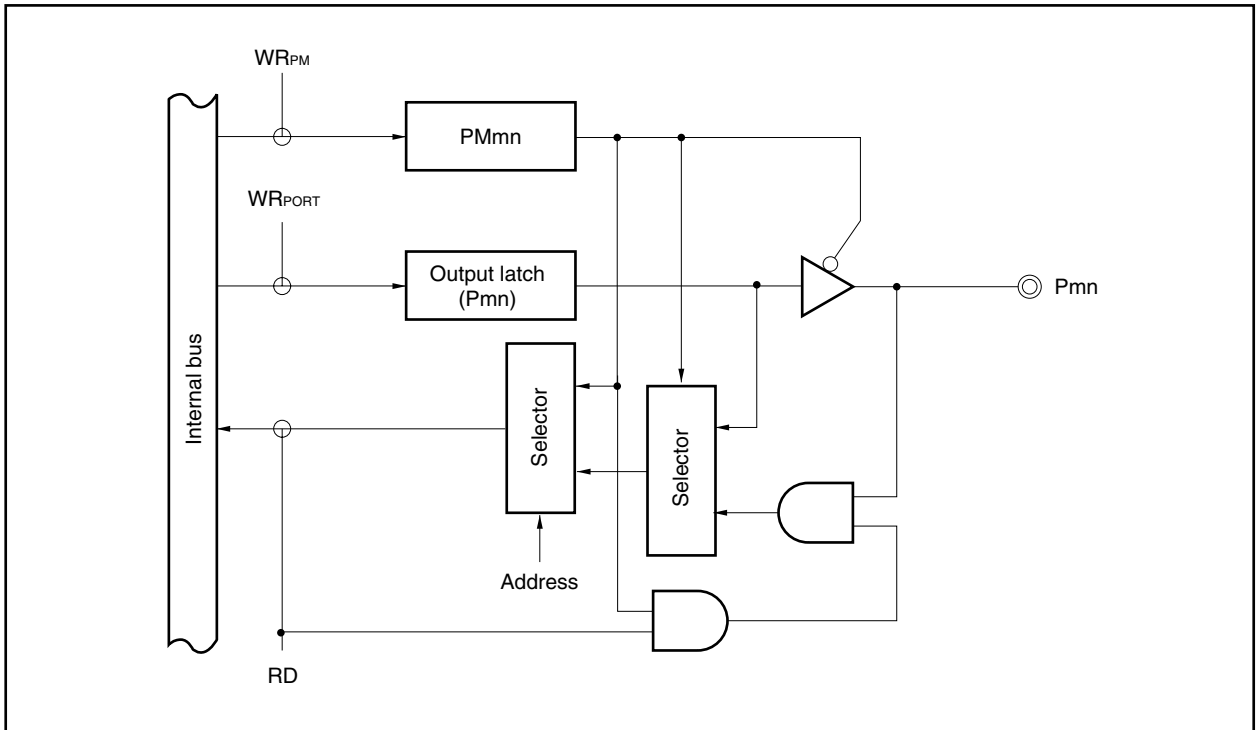 WRPM
PMmn
WRPORT
Output latch
(Pmn)
Pmn
Internal bus
Selector
Selector
Address
RD